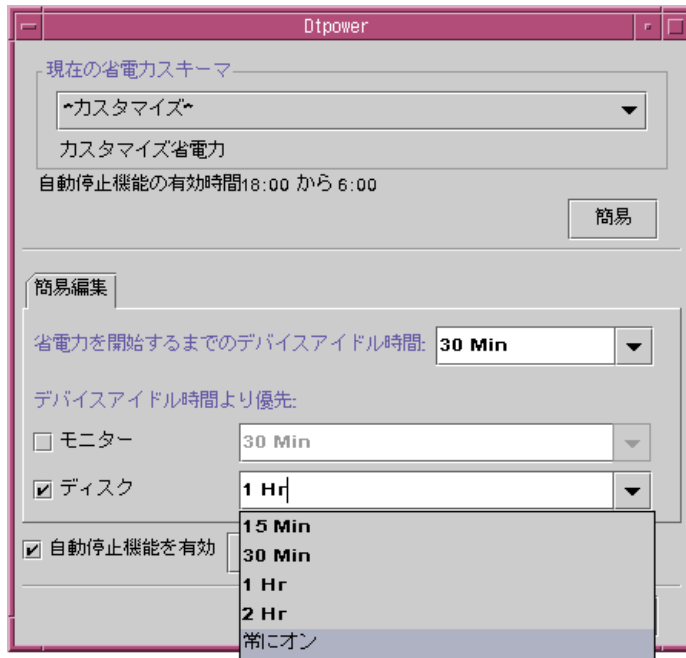 Dtpower
現在の省電力スキーマ
*カスタマイズ*
カスタマイズ省電力
自動停止機能の有効時間18:00 から 6:00
簡易
簡易編集
省電力を開始するまでのデバイスアイドル時間: 30 Min
デバイスアイドル時間より優先:
モニター 30 Min
ディスク 1 Hr
15 Min
自動停止機能を有効
30 Min
1 Hr
2 Hr
常にオン